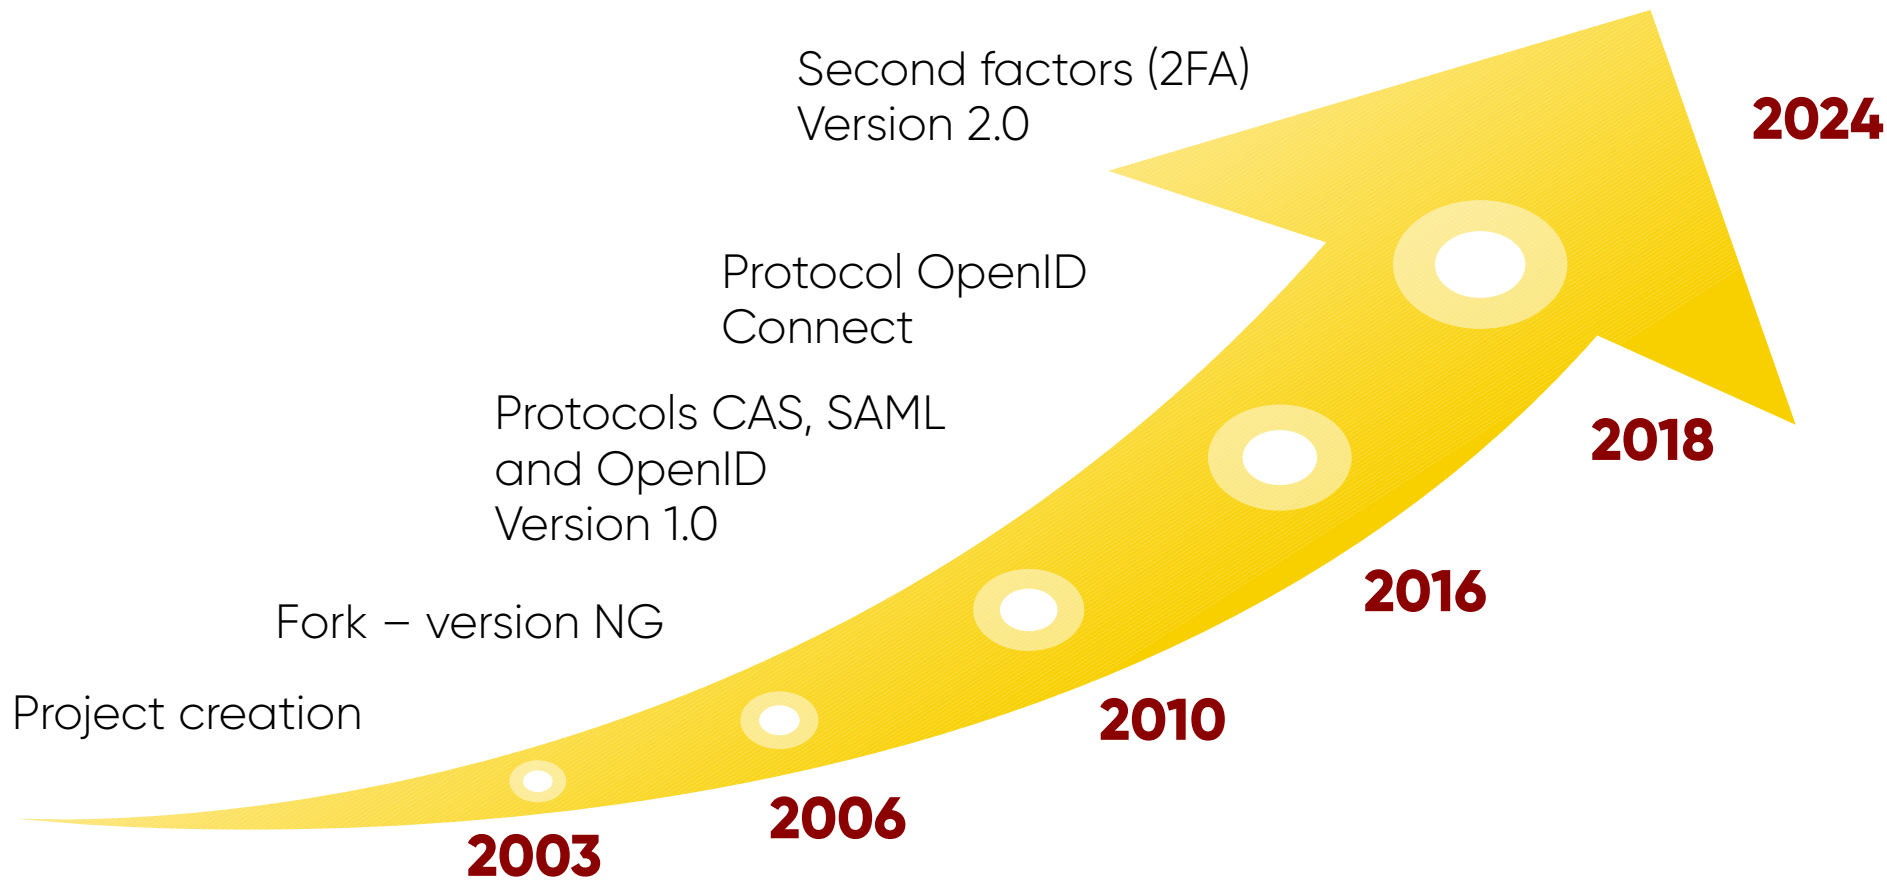 Second factors (2FA)
Version 2.0
2024
Protocol OpenID
Connect
2018
Protocols CAS, SAML
and OpenID
Version 1.0
2016
Fork – version NG
2010
Project creation
2006
2003